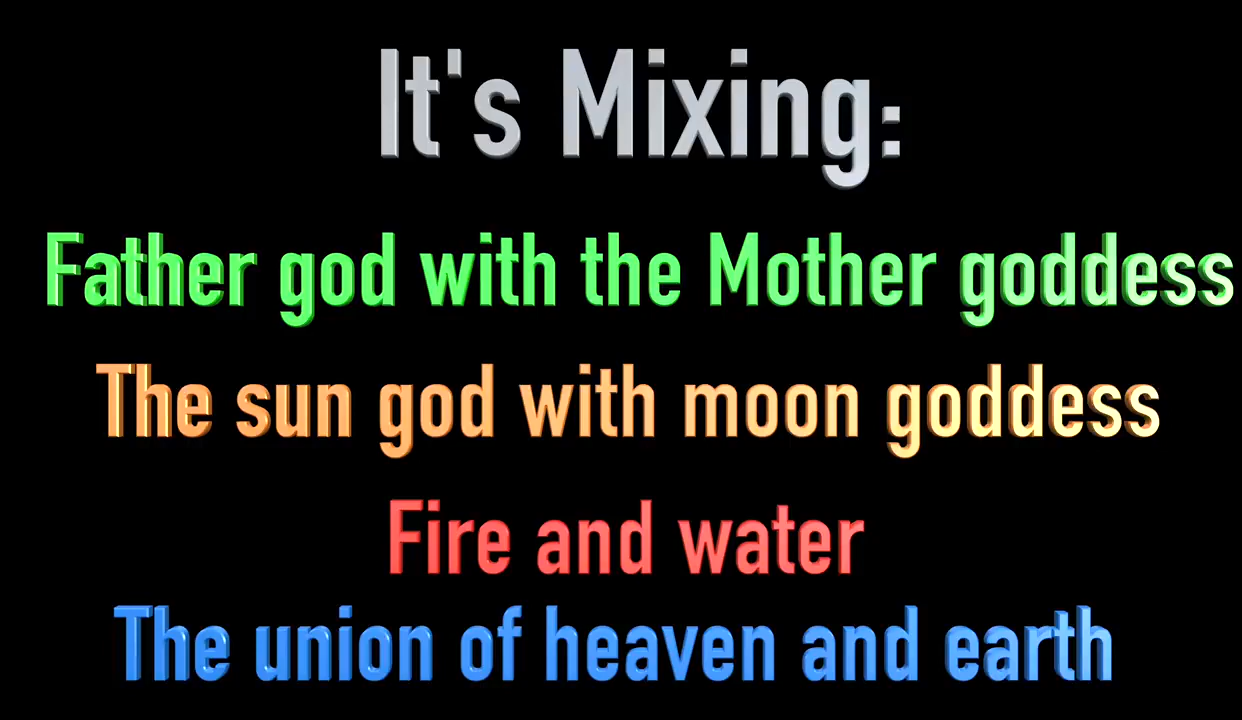 It's Mixing:
Father god with the Mother goddess
The sun god with moon goddess
Fire and water
The union of heaven and earth